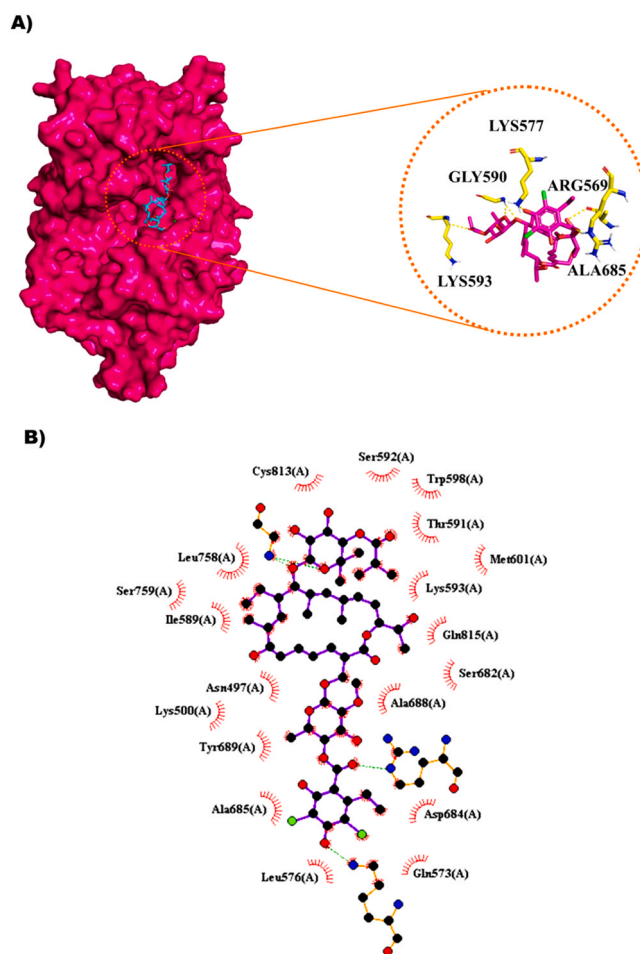 A)
LYS577
GLY590
ARG569
LYS593
ALA685
B)
Ser592(A)
Cys813(A)
Trp598(A)
Thr591(A)
Leu758(A)
Met601(A)
Ser759(A)
Lys593(A)
Ile589(A)
Gln815(A)
Ser682(A)
Asn497(A)
Ala688(A)
Lys500(A)
Tyr689(A)
Ala685(A)
Asp684(A)
Leu576(A)
Gln573(A)